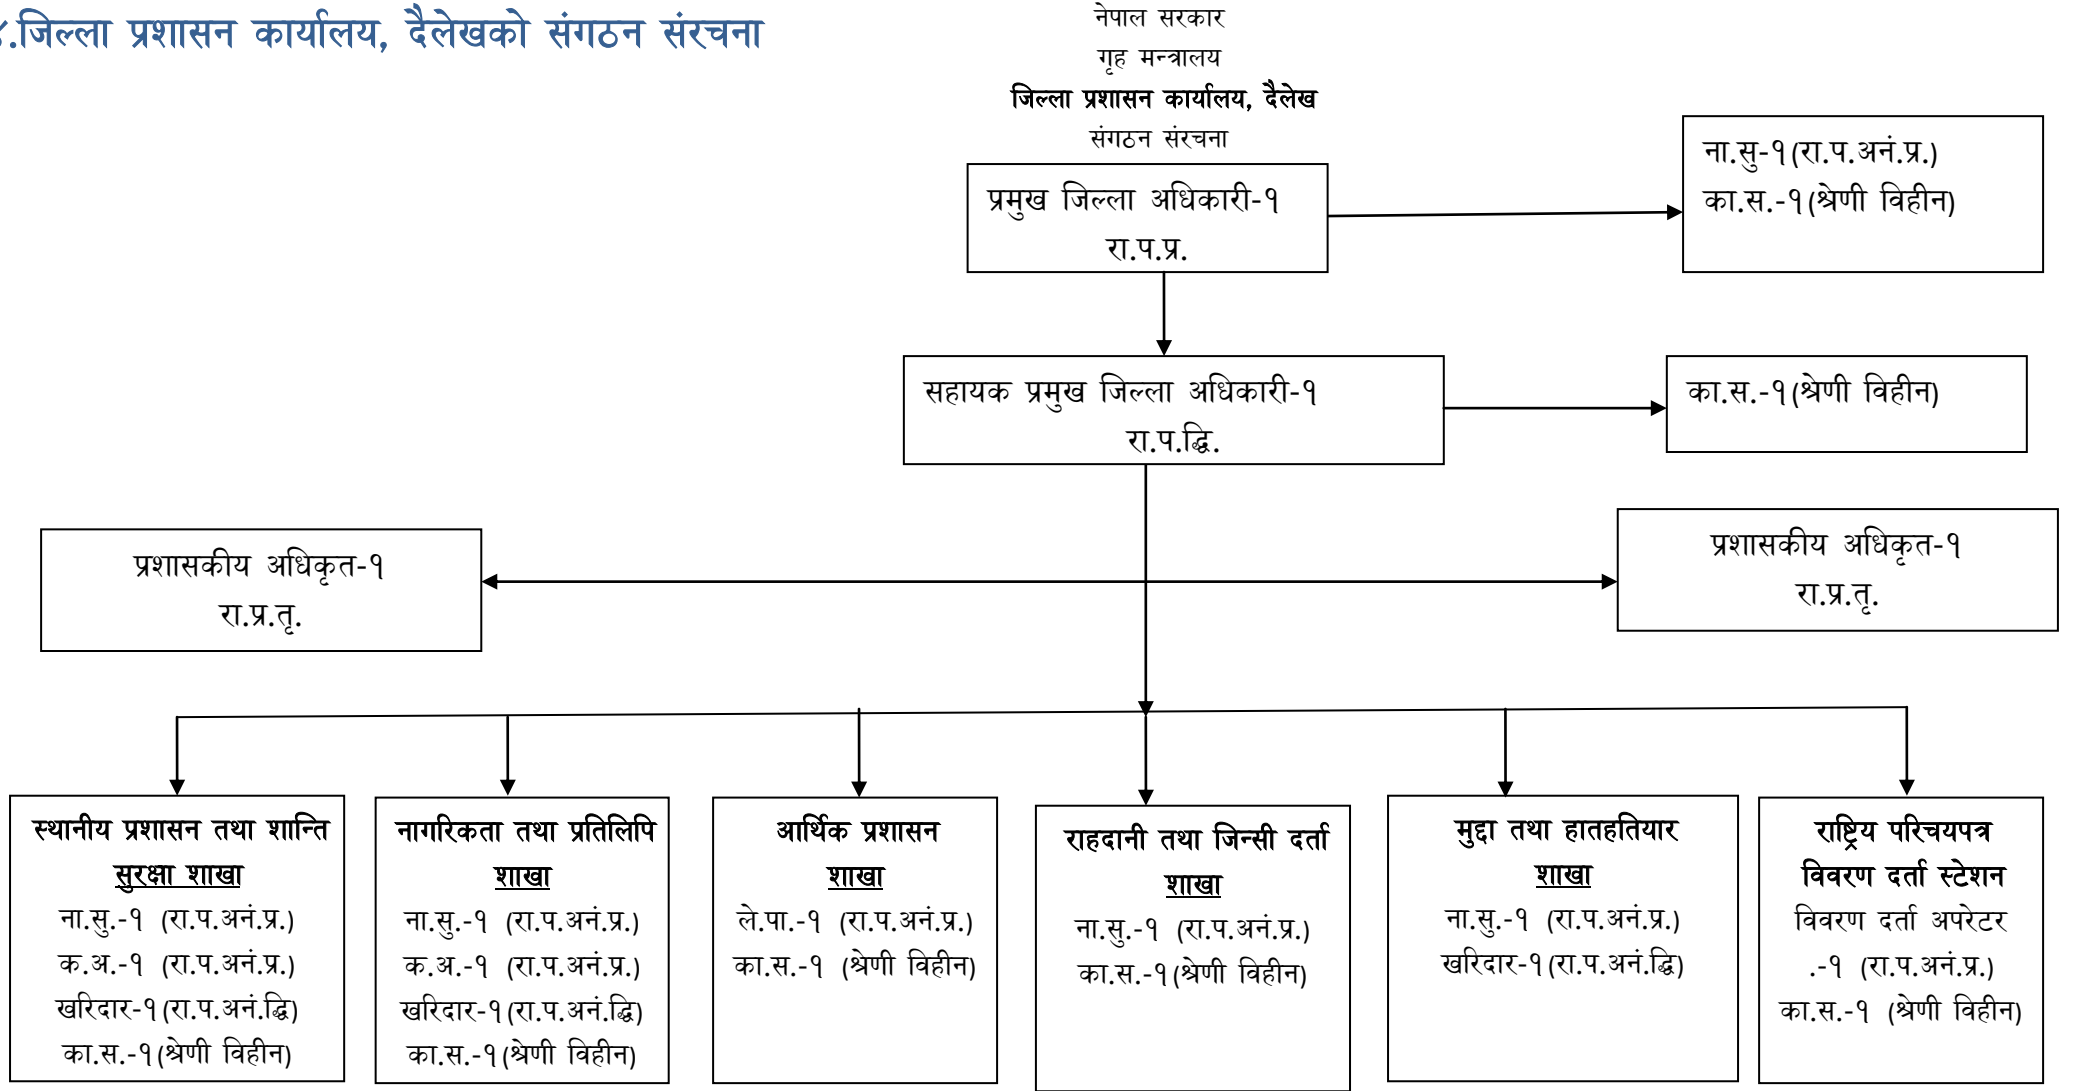 .जिल्ला प्रशासन कार्यालय, दैलेखको संगठन संरचना
नेपाल सरकार
गृह मन्त्रालय
जिल्ला प्रशासन कार्यालय, दैलेख
संगठन संरचना
प्रमुख जिल्ला अधिकारी-१
रा.प.प्र.
ना.सु-१(रा.प.अनं.प्र.)
का.स.-१(श्रेणी विहीन)
सहायक प्रमुख जिल्ला अधिकारी-१
रा.प.द्धि.
का.स.-१(श्रेणी विहीन)
प्रशासकीय अधिकृत-१
रा.प्र.तृ.
प्रशासकीय अधिकृत-१
रा.प्र.तृ.
स्थानीय प्रशासन तथा शान्ति
सुरक्षा शाखा
ना.सु.-१ (रा.प.अनं.प्र.)
क.अ.-१ (रा.प.अनं.प्र.)
खरिदार-१(रा.प.अनं.द्धि)
का.स.-१(श्रेणी विहीन)
नागरिकता तथा प्रतिलिपि
शाखा
ना.सु.-१ (रा.प.अनं.प्र.)
क.अ.-१ (रा.प.अनं.प्र.)
खरिदार-१(रा.प.अनं.द्धि)
का.स.-१(श्रेणी विहीन)
आर्थिक प्रशासन
शाखा
ले.पा.-१ (रा.प.अनं.प्र.)
का.स.-१ (श्रेणी विहीन)
राहदानी तथा जिन्सी दर्ता
शाखा
ना.सु.-१ (रा.प.अनं.प्र.)
का.स.-१(श्रेणी विहीन)
मुद्दा तथा हातहतियार
शाखा
ना.सु.-१ (रा.प.अनं.प्र.)
खरिदार-१(रा.प.अनं.द्धि)
राष्ट्रिय परिचयपत्र
विवरण दर्ता स्टेशन
विवरण दर्ता अपरेटर
.-१ (रा.प.अनं.प्र.)
का.स.-१ (श्रेणी विहीन)